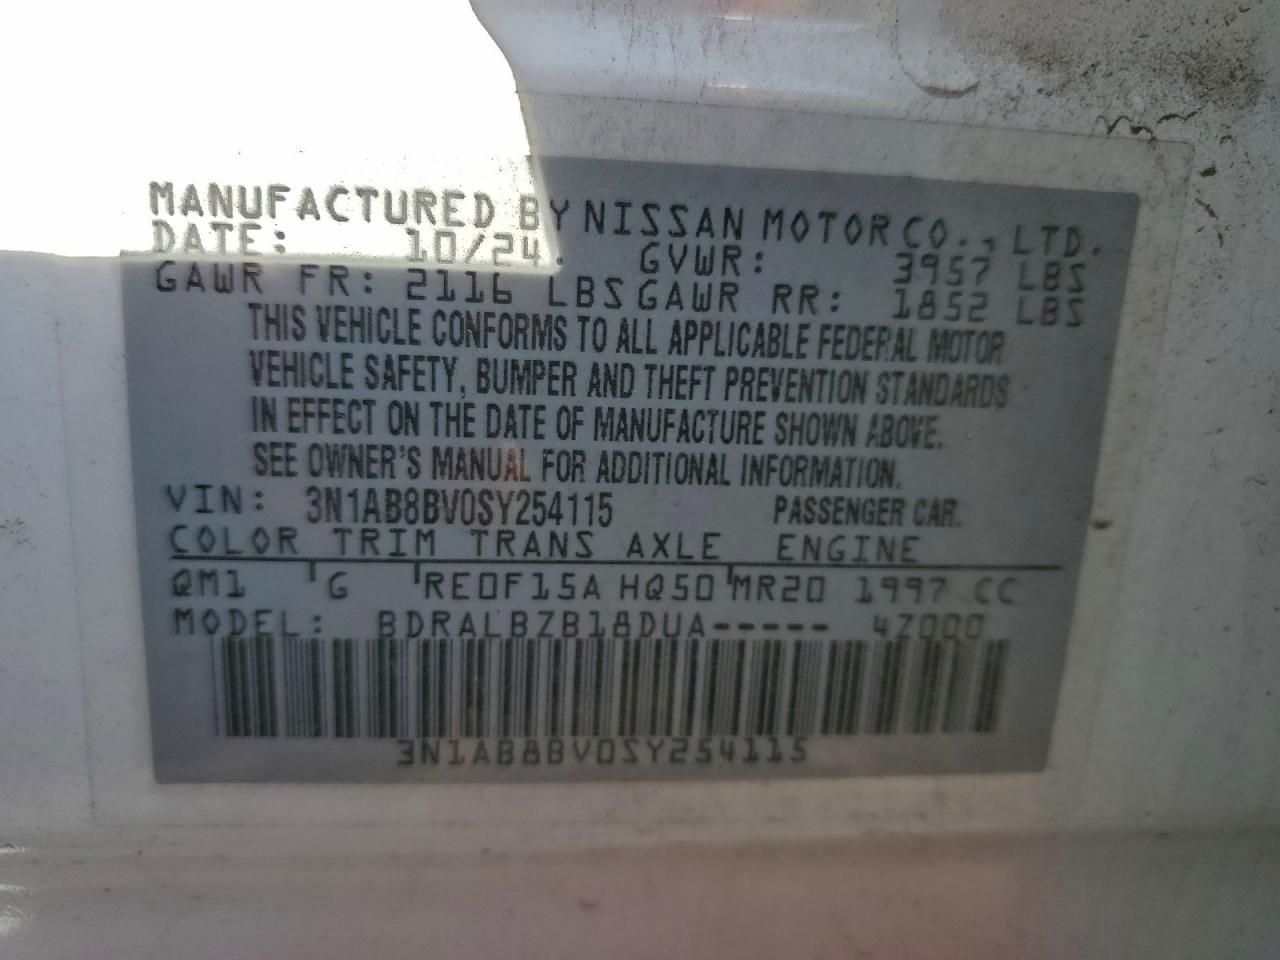 MANUFACTURED BY NISSAN MOTOR CO., LTD.
DATE: 10/24. GVWR: 3957 LBS
GAWR FR: 2116 LBS GAWR RR: 1852 LBS
THIS VEHICLE CONFORMS TO ALL APPLICABLE FEDERAL MOTOR
VEHICLE SAFETY, BUMPER AND THEFT PREVENTION STANDARDS
IN EFFECT ON THE DATE OF MANUFACTURE SHOWN ABOVE.
SEE OWNER'S MANUAL FOR ADDITIONAL INFORMATION.
VIN: 3N1AB8BV0SY254115 PASSENGER CAR.
COLOR TRIM TRANS AXLE ENGINE
QM1 G RE0F15A HQ50 MR20 1997 CC
MODEL: BDRALBZB18DUA----- 4Z000
3N1AB8BV0SY254115